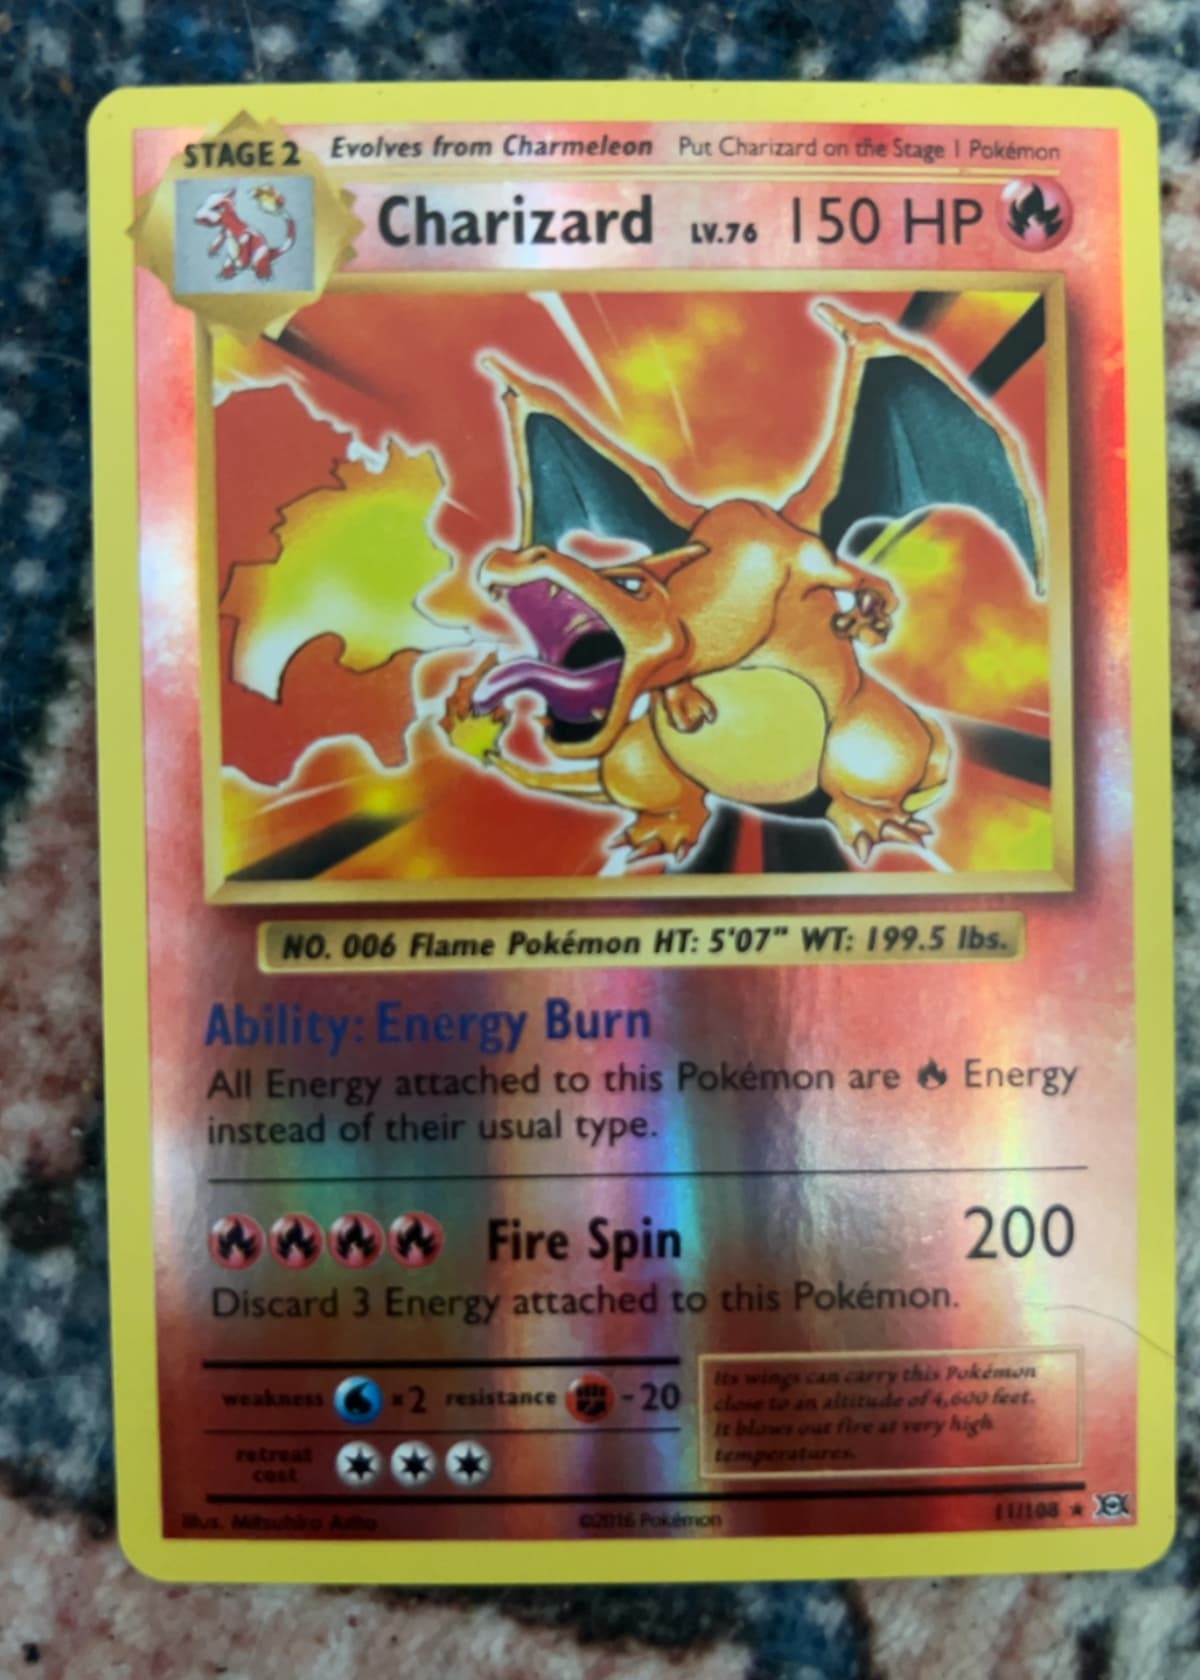 STAGE 2 Evolves from Charmeleon Put Charizard on the Stage 1 Pokémon
Charizard LV.76 150 HP
NO. 006 Flame Pokémon HT: 5'07" WT: 199.5 lbs.
Ability: Energy Burn
All Energy attached to this Pokémon are Energy
instead of their usual type.
Fire Spin 200
Discard 3 Energy attached to this Pokémon.
weakness ×2 resistance -20
retreat
cost
Its wings can carry this Pokémon
close to an altitude of 4,600 feet.
It blows out fire at very high
temperatures.
Illus. Mitsuhiro Arita ©2016 Pokémon 11/108